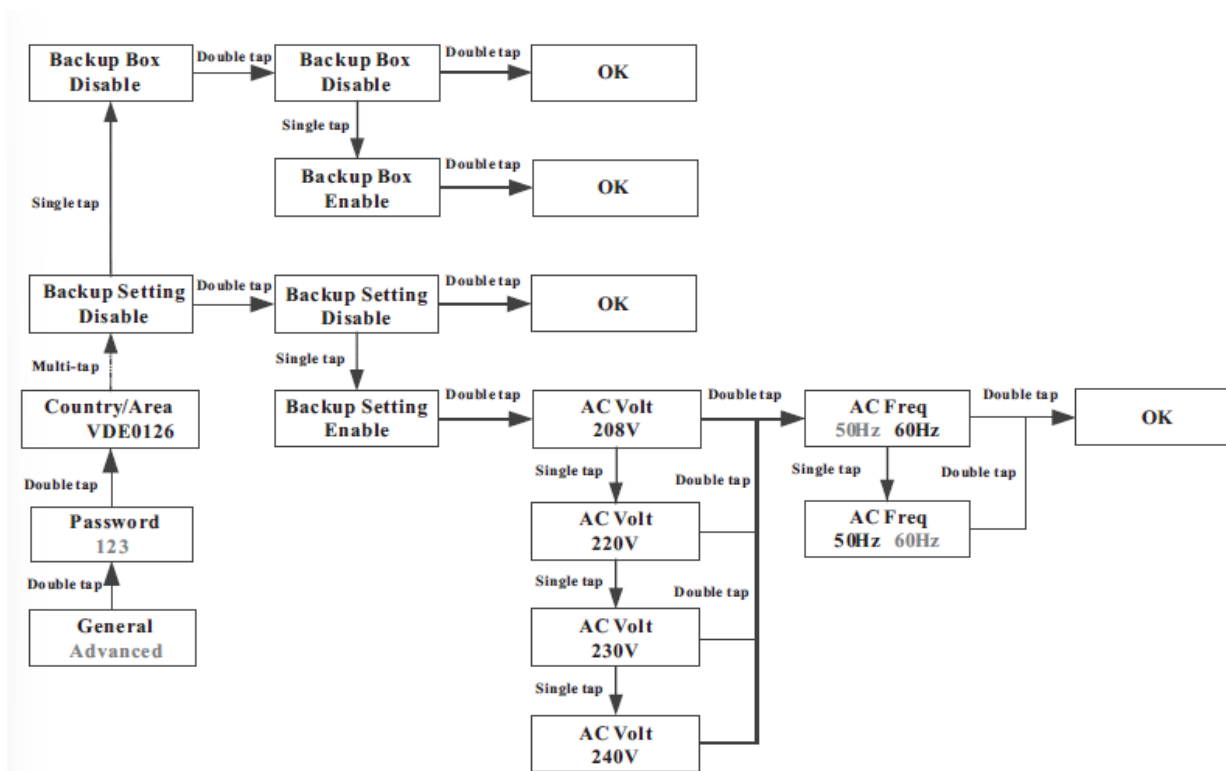 Backup Box
Disable
Double tap
Backup Box
Disable
Double tap
OK
Single tap
Backup Box
Enable
Double tap
OK
Single tap
Backup Setting
Disable
Double tap
Backup Setting
Disable
Double tap
OK
Multi-tap
Single tap
Country/Area
VDE0126
Backup Setting
Enable
Double tap
AC Volt
208V
Double tap
AC Freq
50Hz 60Hz
Double tap
OK
Double tap
Single tap
Double tap
Single tap
Double tap
Password
123
AC Volt
220V
AC Freq
50Hz 60Hz
Double tap
Single tap
Double tap
General
Advanced
AC Volt
230V
Single tap
AC Volt
240V